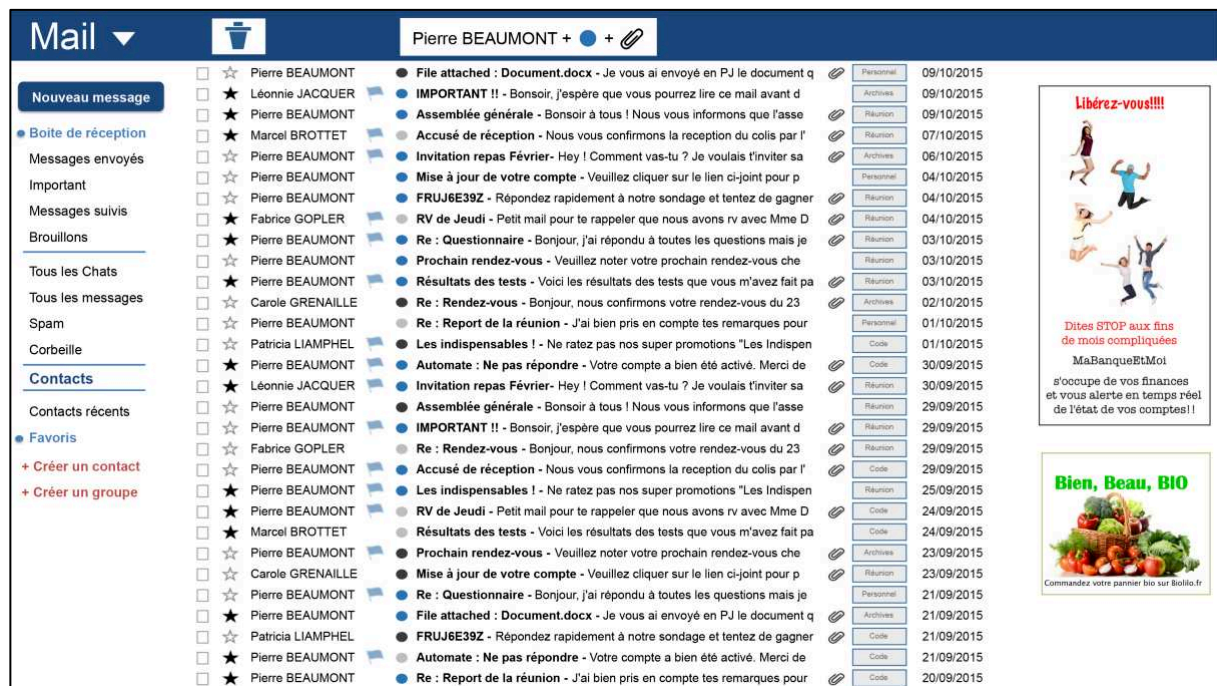 Mail
Pierre BEAUMONT + +
Nouveau message
Boite de réception
Messages envoyés
Important
Messages suivis
Brouillons
Tous les Chats
Tous les messages
Spam
Corbeille
Contacts
Contacts récents
Favoris
+ Créer un contact
+ Créer un groupe
Pierre BEAUMONT File attached : Document.docx - Je vous ai envoyé en PJ le document q Personnel 09/10/2015
Léonnie JACQUER IMPORTANT !! - Bonsoir, j'espère que vous pourrez lire ce mail avant d Archives 09/10/2015
Pierre BEAUMONT Assemblée générale - Bonsoir à tous ! Nous vous informons que l'asse Réunion 09/10/2015
Marcel BROTTET Accusé de réception - Nous vous confirmons la reception du colis par l' Réunion 07/10/2015
Pierre BEAUMONT Invitation repas Février- Hey ! Comment vas-tu ? Je voulais t'inviter sa Archives 06/10/2015
Pierre BEAUMONT Mise à jour de votre compte - Veuillez cliquer sur le lien ci-joint pour p Personnel 04/10/2015
Pierre BEAUMONT FRUJ6E39Z - Répondez rapidement à notre sondage et tentez de gagner Réunion 04/10/2015
Fabrice GOPLER RV de Jeudi - Petit mail pour te rappeler que nous avons rv avec Mme D Réunion 04/10/2015
Pierre BEAUMONT Re : Questionnaire - Bonjour, j'ai répondu à toutes les questions mais je Réunion 03/10/2015
Pierre BEAUMONT Prochain rendez-vous - Veuillez noter votre prochain rendez-vous che Réunion 03/10/2015
Pierre BEAUMONT Résultats des tests - Voici les résultats des tests que vous m'avez fait pa Réunion 03/10/2015
Carole GRENAILLE Re : Rendez-vous - Bonjour, nous confirmons votre rendez-vous du 23 Archives 02/10/2015
Pierre BEAUMONT Re : Report de la réunion - J'ai bien pris en compte tes remarques pour Personnel 01/10/2015
Patricia LIAMPHEL Les indispensables ! - Ne ratez pas nos super promotions "Les Indispen Code 01/10/2015
Pierre BEAUMONT Automate : Ne pas répondre - Votre compte a bien été activé. Merci de Code 30/09/2015
Léonnie JACQUER Invitation repas Février- Hey ! Comment vas-tu ? Je voulais t'inviter sa Réunion 30/09/2015
Pierre BEAUMONT Assemblée générale - Bonsoir à tous ! Nous vous informons que l'asse Réunion 29/09/2015
Pierre BEAUMONT IMPORTANT !! - Bonsoir, j'espère que vous pourrez lire ce mail avant d Réunion 29/09/2015
Fabrice GOPLER Re : Rendez-vous - Bonjour, nous confirmons votre rendez-vous du 23 Réunion 29/09/2015
Pierre BEAUMONT Accusé de réception - Nous vous confirmons la reception du colis par l' Code 29/09/2015
Pierre BEAUMONT Les indispensables ! - Ne ratez pas nos super promotions "Les Indispen Réunion 25/09/2015
Pierre BEAUMONT RV de Jeudi - Petit mail pour te rappeler que nous avons rv avec Mme D Code 24/09/2015
Marcel BROTTET Résultats des tests - Voici les résultats des tests que vous m'avez fait pa Code 24/09/2015
Pierre BEAUMONT Prochain rendez-vous - Veuillez noter votre prochain rendez-vous che Archives 23/09/2015
Carole GRENAILLE Mise à jour de votre compte - Veuillez cliquer sur le lien ci-joint pour p Réunion 23/09/2015
Pierre BEAUMONT Re : Questionnaire - Bonjour, j'ai répondu à toutes les questions mais je Personnel 21/09/2015
Pierre BEAUMONT File attached : Document.docx - Je vous ai envoyé en PJ le document q Archives 21/09/2015
Patricia LIAMPHEL FRUJ6E39Z - Répondez rapidement à notre sondage et tentez de gagner Code 21/09/2015
Pierre BEAUMONT Automate : Ne pas répondre - Votre compte a bien été activé. Merci de Code 21/09/2015
Pierre BEAUMONT Re : Report de la réunion - J'ai bien pris en compte tes remarques pour Code 20/09/2015
Libérez-vous!!!!
Dites STOP aux fins
de mois compliquées
MaBanqueEtMoi
s'occupe de vos finances
et vous alerte en temps réel
de l'état de vos comptes!!
Bien, Beau, BIO
Commandez votre pannier bio sur Biolilo.fr